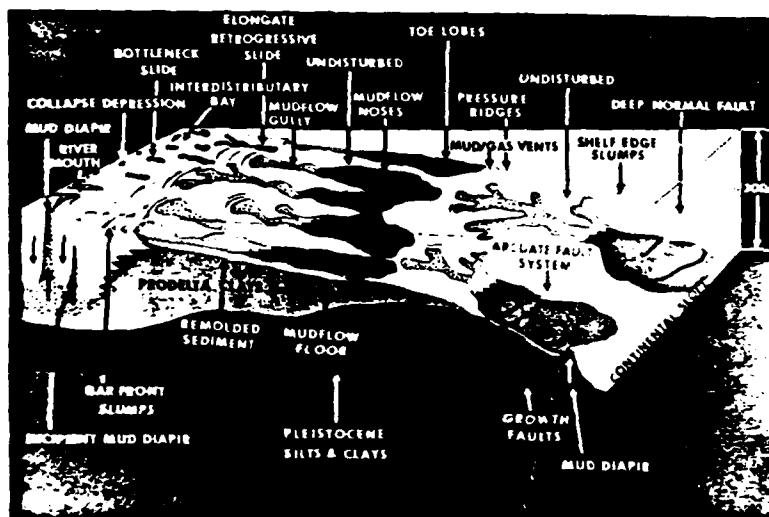 ELONGATE
RETROGRESSIVE
SLIDE
TOE LOBES
BOTTLENECK
SLIDE
UNDISTURBED
INTERDISTRIBUTARY
BAY
MUDFLOW
GULLY
MUDFLOW
NOSES
PRESSURE
RIDGES
UNDISTURBED
DEEP NORMAL FAULT
COLLAPSE DEPRESSION
MUD DIAPIR
RIVER
MOUTH
MUD/GAS VENTS
SHELF EDGE
SLUMPS
ARCUATE FAULT
SYSTEM
PRODELTA CLAYS
REMOLDED
SEDIMENT
MUDFLOW
FLOOR
CONTINENTAL SLOPE
BAR FRONT
SLUMPS
INCIPIENT MUD DIAPIR
PLEISTOCENE
SILTS & CLAYS
GROWTH
FAULTS
MUD DIAPIR